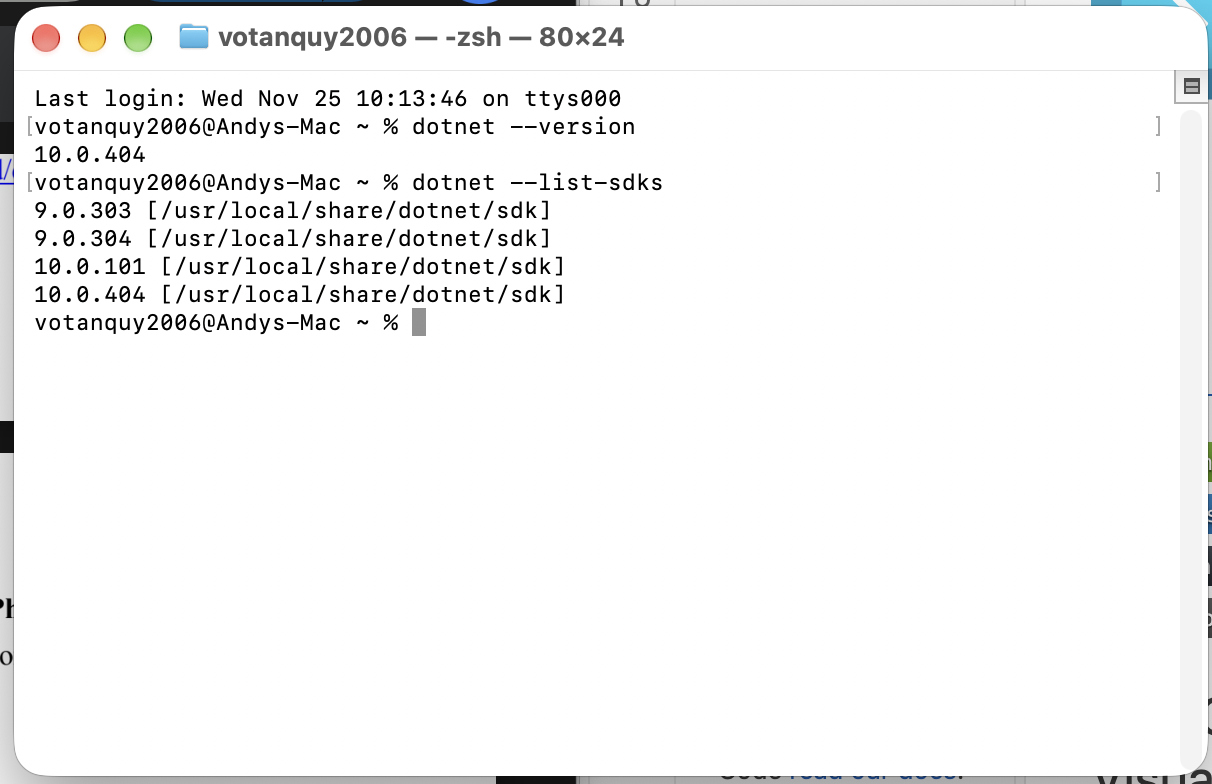 votanquy2006 — -zsh — 80×24
Last login: Wed Nov 25 10:13:46 on ttys000
[votanquy2006@Andys-Mac ~ % dotnet --version ]
10.0.404
[votanquy2006@Andys-Mac ~ % dotnet --list-sdks ]
9.0.303 [/usr/local/share/dotnet/sdk]
9.0.304 [/usr/local/share/dotnet/sdk]
10.0.101 [/usr/local/share/dotnet/sdk]
10.0.404 [/usr/local/share/dotnet/sdk]
votanquy2006@Andys-Mac ~ %